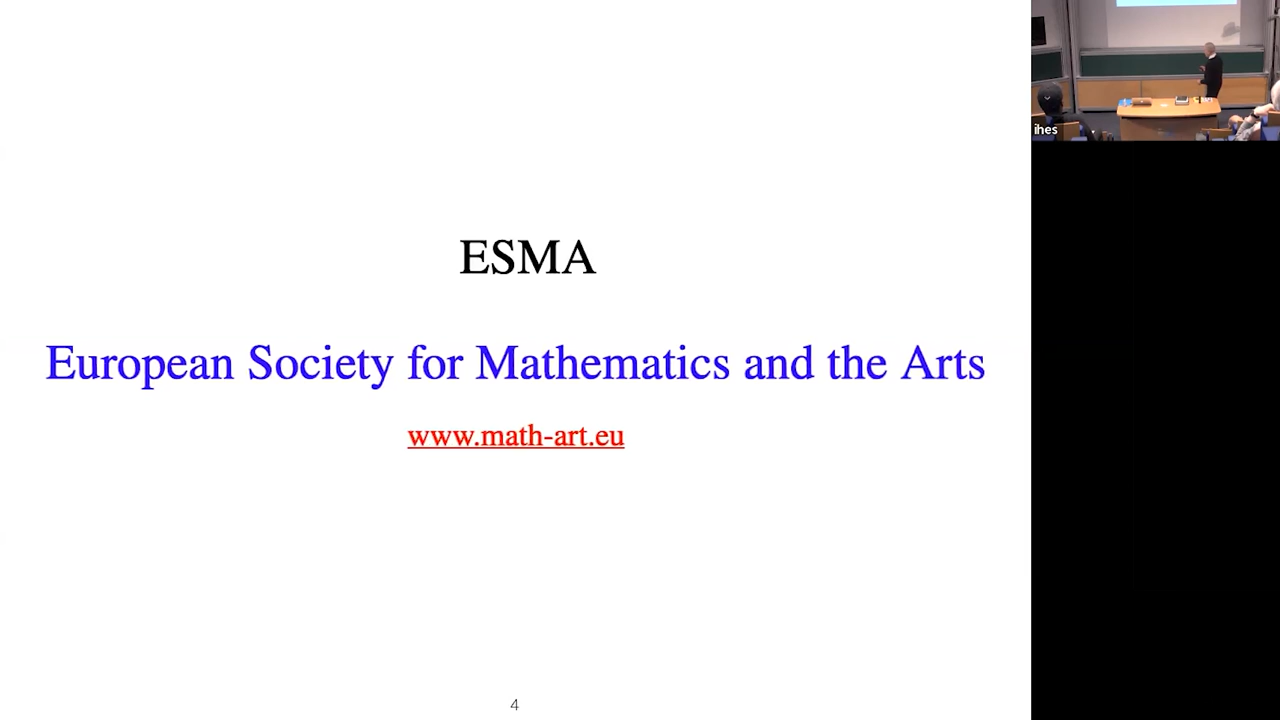 ESMA
European Society for Mathematics and the Arts
www.math-art.eu
4
ihes